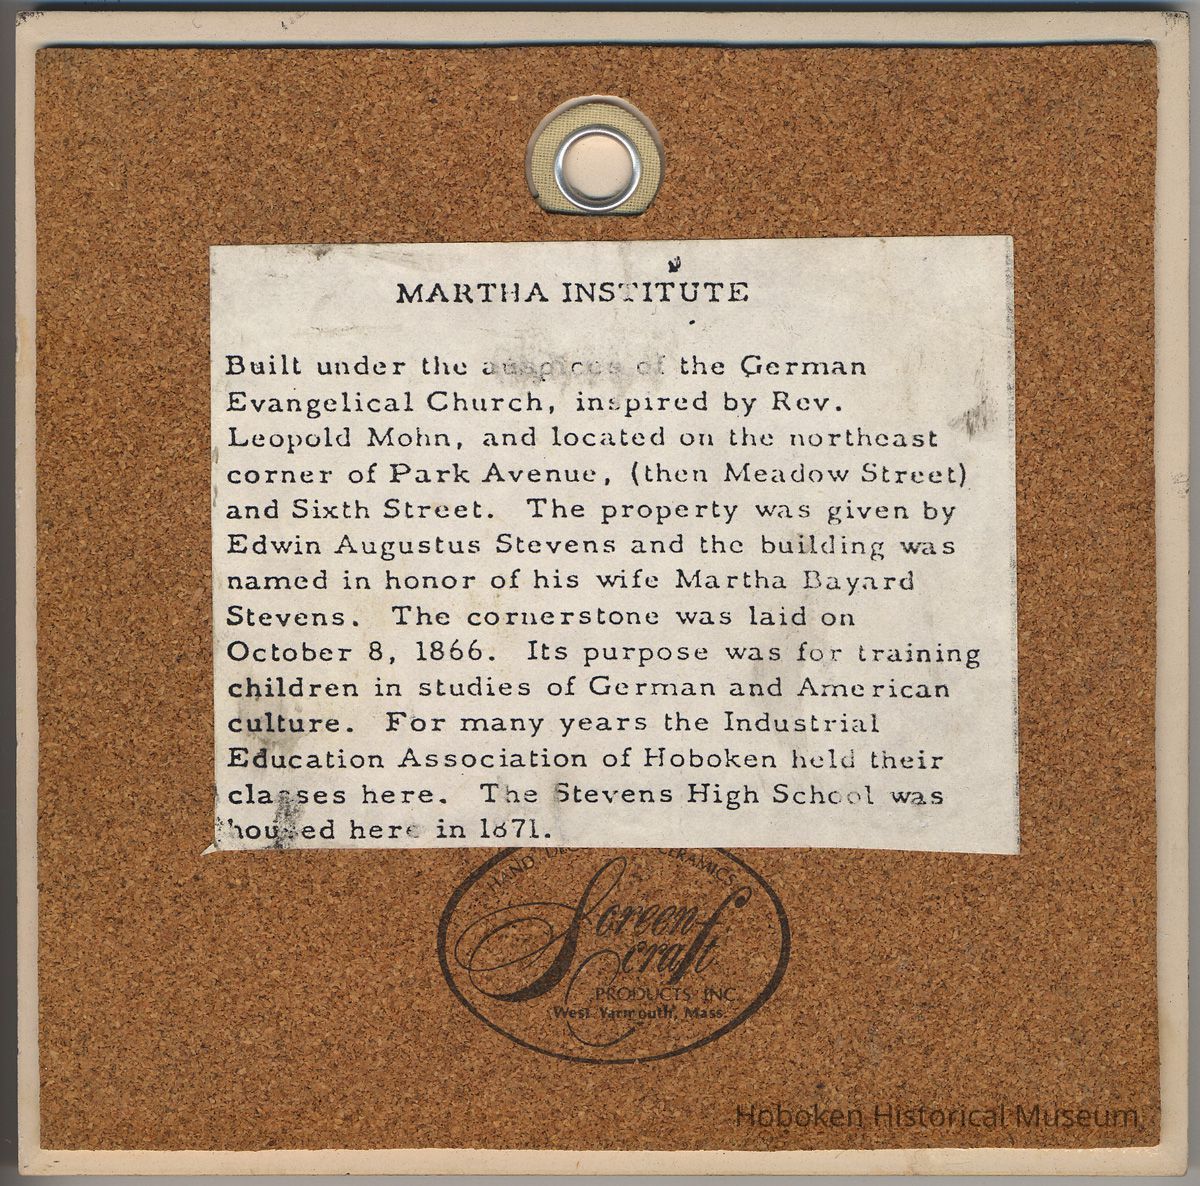 MARTHA INSTITUTE
Built under the auspices of the German
Evangelical Church, inspired by Rev.
Leopold Mohn, and located on the northeast
corner of Park Avenue, (then Meadow Street)
and Sixth Street. The property was given by
Edwin Augustus Stevens and the building was
named in honor of his wife Martha Bayard
Stevens. The cornerstone was laid on
October 8, 1866. Its purpose was for training
children in studies of German and American
culture. For many years the Industrial
Education Association of Hoboken held their
classes here. The Stevens High School was
housed here in 1871.
HAND CERAMICS
Screen
craft
PRODUCTS INC.
West Yarmouth, Mass.
Hoboken Historical Museum